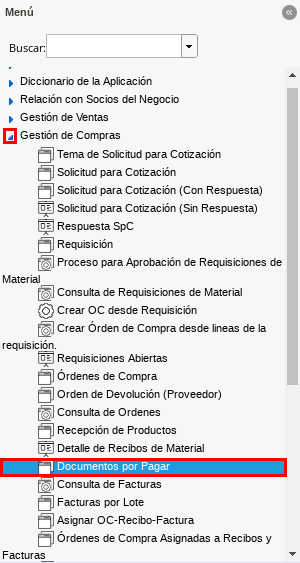 Menú
Buscar:
Diccionario de la Aplicación
Relación con Socios del Negocio
Gestión de Ventas
Gestión de Compras
Tema de Solicitud para Cotización
Solicitud para Cotización
Solicitud para Cotización (Con Respuesta)
Solicitud para Cotización (Sin Respuesta)
Respuesta SpC
Requisición
Proceso para Aprobación de Requisiciones de
Material
Consulta de Requisiciones de Material
Crear OC desde Requisición
Crear Órden de Compra desde lineas de la
requisición.
Requisiciones Abiertas
Órdenes de Compra
Orden de Devolución (Proveedor)
Consulta de Ordenes
Recepción de Productos
Detalle de Recibos de Material
Documentos por Pagar
Consulta de Facturas
Facturas por Lote
Asignar OC-Recibo-Factura
Órdenes de Compra Asignadas a Recibos y
Facturas